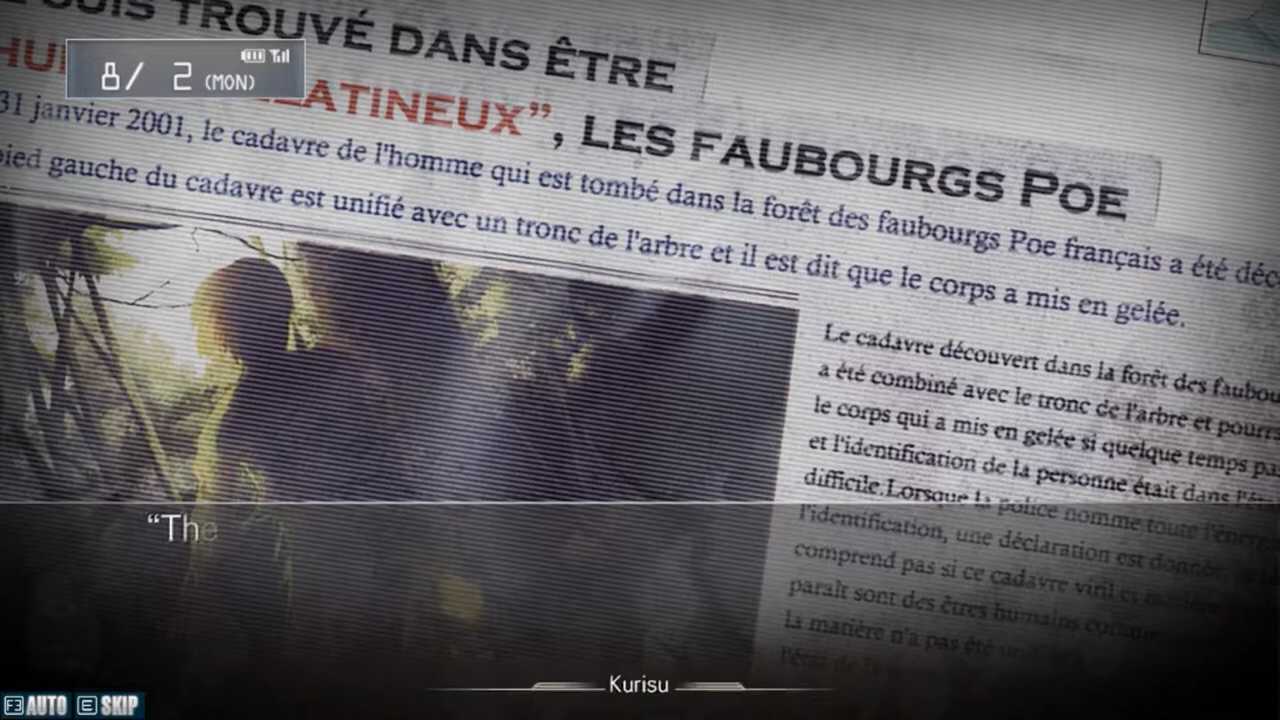 SUIS TROUVÉ DANS ÊTRE
8/ 2 (MON)
LATINEUX", LES FAUBOURGS POE
31 janvier 2001, le cadavre de l'homme qui est tombé dans la forêt des faubourgs Poe français a été déc
pied gauche du cadavre est unifié avec un tronc de l'arbre et il est dit que le corps a mis en gelée.
Le cadavre découvert dans la forêt des faubou
a été combiné avec le tronc de l'arbre et pourr
le corps qui a mis en gelée si quelque temps pa
et l'identification de la personne était dans l'ét
difficile.Lorsque la police nomme toute l'énerg
l'identification, une déclaration est donné
comprend pas si ce cadavre viril et
paraît sont des êtres humains comme
la matière n'a pas été
“The
Kurisu
F3 AUTO E SKIP